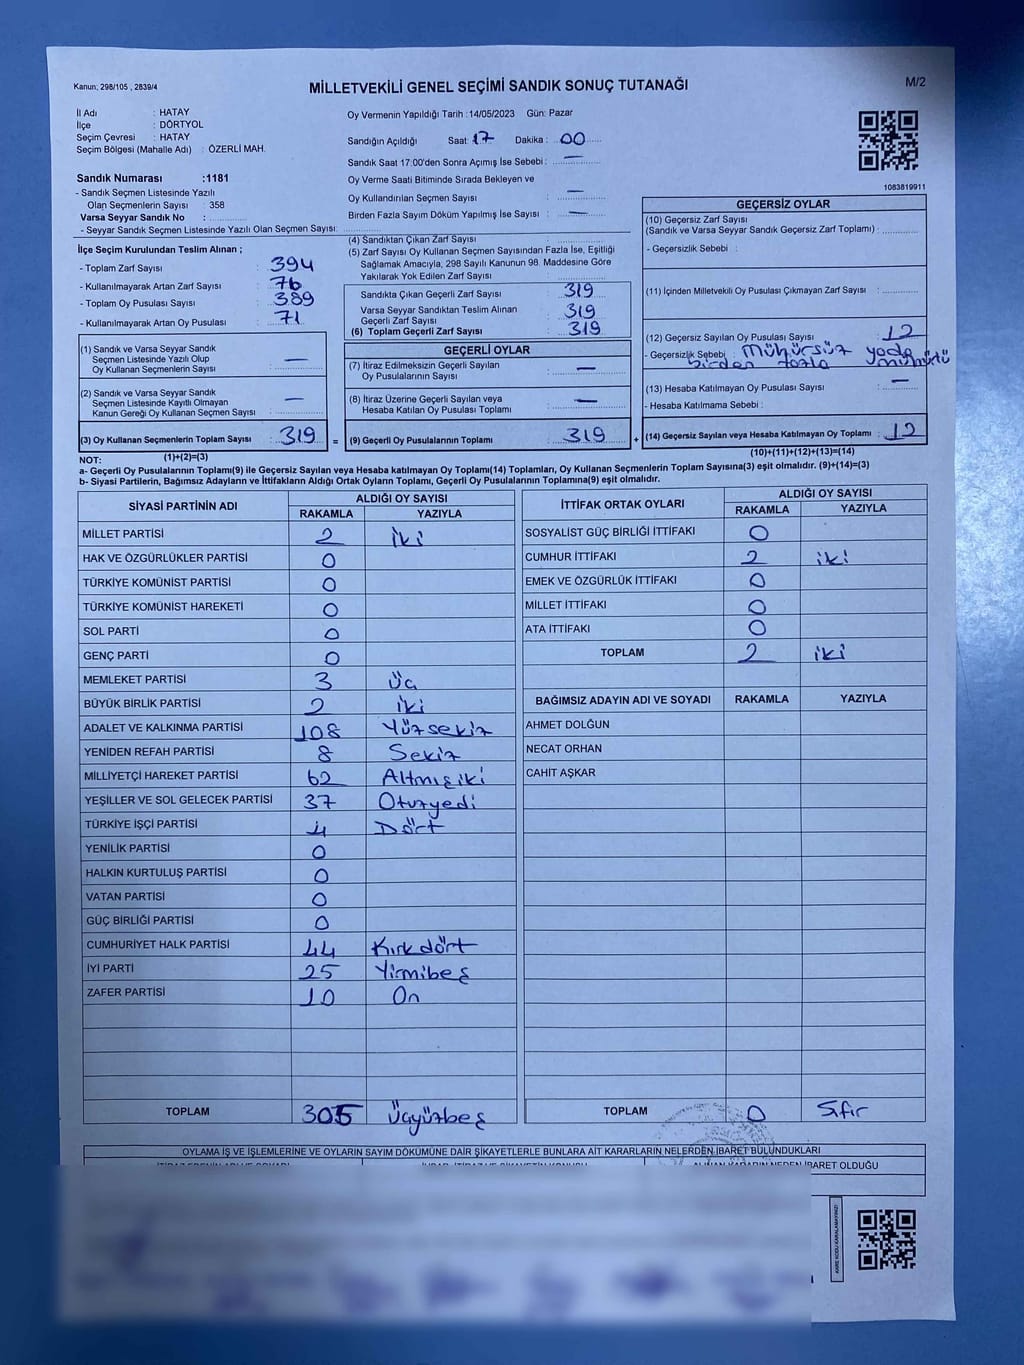 Kanun; 298/105 , 2839/4
MİLLETVEKİLİ GENEL SEÇİMİ SANDIK SONUÇ TUTANAĞI
M/2
İl Adı : HATAY
İlçe : DÖRTYOL
Seçim Çevresi : HATAY
Seçim Bölgesi (Mahalle Adı) : ÖZERLİ MAH.
Oy Vermenin Yapıldığı Tarih :14/05/2023 Gün: Pazar
Sandığın Açıldığı Saat: 17 Dakika : 00
Sandık Saat 17:00'den Sonra Açımış İse Sebebi : —
Oy Verme Saati Bitiminde Sırada Bekleyen ve
Oy Kullandırılan Seçmen Sayısı : —
Birden Fazla Sayım Döküm Yapılmış İse Sayısı : —
1083819911
Sandık Numarası :1181
- Sandık Seçmen Listesinde Yazılı
Olan Seçmenlerin Sayısı : 358
Varsa Seyyar Sandık No :
- Seyyar Sandık Seçmen Listesinde Yazılı Olan Seçmen Sayısı:
İlçe Seçim Kurulundan Teslim Alınan ;
- Toplam Zarf Sayısı : 394
- Kullanılmayarak Artan Zarf Sayısı : 76
- Toplam Oy Pusulası Sayısı : 389
- Kullanılmayarak Artan Oy Pusulası : 71
(1) Sandık ve Varsa Seyyar Sandık
Seçmen Listesinde Yazılı Olup
Oy Kullanan Seçmenlerin Sayısı : —
(2) Sandık ve Varsa Seyyar Sandık
Seçmen Listesinde Kayıtlı Olmayan
Kanun Gereği Oy Kullanan Seçmen Sayısı : —
(3) Oy Kullanan Seçmenlerin Toplam Sayısı : 319
(4) Sandıktan Çıkan Zarf Sayısı :
(5) Zarf Sayısı Oy Kullanan Seçmen Sayısından Fazla İse, Eşitliği
Sağlamak Amacıyla, 298 Sayılı Kanunun 98. Maddesine Göre
Yakılarak Yok Edilen Zarf Sayısı :
Sandıkta Çıkan Geçerli Zarf Sayısı : 319
Varsa Seyyar Sandıktan Teslim Alınan
Geçerli Zarf Sayısı : 319
(6) Toplam Geçerli Zarf Sayısı : 319
GEÇERLİ OYLAR
(7) İtiraz Edilmeksizin Geçerli Sayılan
Oy Pusulalarının Sayısı : —
(8) İtiraz Üzerine Geçerli Sayılan veya
Hesaba Katılan Oy Pusulası Toplamı : —
= (9) Geçerli Oy Pusulalarının Toplamı : 319
GEÇERSİZ OYLAR
(10) Geçersiz Zarf Sayısı
(Sandık ve Varsa Seyyar Sandık Geçersiz Zarf Toplamı) :
- Geçersizlik Sebebi :
(11) İçinden Milletvekili Oy Pusulası Çıkmayan Zarf Sayısı :
(12) Geçersiz Sayılan Oy Pusulası Sayısı : 12
- Geçersizlik Sebebi : Mühürsüz yada
birden fazla mühürlü
(13) Hesaba Katılmayan Oy Pusulası Sayısı : —
- Hesaba Katılmama Sebebi :
+ (14) Geçersiz Sayılan veya Hesaba Katılmayan Oy Toplamı : 12
NOT: (1)+(2)=(3)
(10)+(11)+(12)+(13)=(14)
a- Geçerli Oy Pusulalarının Toplamı(9) ile Geçersiz Sayılan veya Hesaba katılmayan Oy Toplamı(14) Toplamları, Oy Kullanan Seçmenlerin Toplam Sayısına(3) eşit olmalıdır. (9)+(14)=(3)
b- Siyasi Partilerin, Bağımsız Adayların ve İttifakların Aldığı Ortak Oyların Toplamı, Geçerli Oy Pusulalarının Toplamına(9) eşit olmalıdır.
SİYASİ PARTİNİN ADI ALDIĞI OY SAYISI
RAKAMLA YAZIYLA
MİLLET PARTİSİ 2 iki
HAK VE ÖZGÜRLÜKLER PARTİSİ 0
TÜRKİYE KOMÜNİST PARTİSİ 0
TÜRKİYE KOMÜNİST HAREKETİ 0
SOL PARTİ 0
GENÇ PARTİ 0
MEMLEKET PARTİSİ 3 üç
BÜYÜK BİRLİK PARTİSİ 2 iki
ADALET VE KALKINMA PARTİSİ 108 Yüzsekiz
YENİDEN REFAH PARTİSİ 8 Sekiz
MİLLİYETÇİ HAREKET PARTİSİ 62 Altmışiki
YEŞİLLER VE SOL GELECEK PARTİSİ 37 Otuzyedi
TÜRKİYE İŞÇİ PARTİSİ 4 Dört
YENİLİK PARTİSİ 0
HALKIN KURTULUŞ PARTİSİ 0
VATAN PARTİSİ 0
GÜÇ BİRLİĞİ PARTİSİ 0
CUMHURİYET HALK PARTİSİ 44 Kırkdört
İYİ PARTİ 25 Yirmibeş
ZAFER PARTİSİ 10 On
TOPLAM 305 Üçyüzbeş
İTTİFAK ORTAK OYLARI ALDIĞI OY SAYISI
RAKAMLA YAZIYLA
SOSYALİST GÜÇ BİRLİĞİ İTTİFAKI 0
CUMHUR İTTİFAKI 2 iki
EMEK VE ÖZGÜRLÜK İTTİFAKI 0
MİLLET İTTİFAKI 0
ATA İTTİFAKI 0
TOPLAM 2 iki
BAĞIMSIZ ADAYIN ADI VE SOYADI RAKAMLA YAZIYLA
AHMET DOLĞUN
NECAT ORHAN
CAHİT AŞKAR
TOPLAM 0 Sıfır
OYLAMA İŞ VE İŞLEMLERİNE VE OYLARIN SAYIM DÖKÜMÜNE DAİR ŞİKAYETLERLE BUNLARA AİT KARARLARIN NELERDEN İBARET BULUNDUKLARI
ALINAN KARARIN NEDEN İBARET OLDUĞU